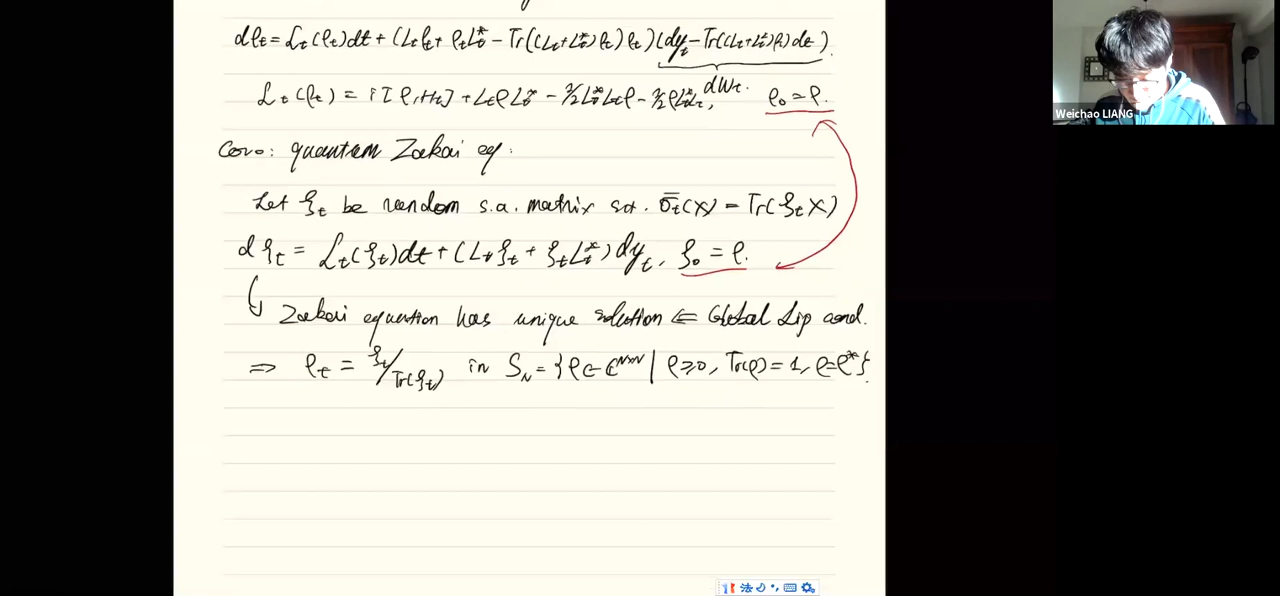 dρ_t = 𝓛_t(ρ_t)dt + (L_tρ_t + ρ_tL_t^* − Tr((L_t+L_t^*)ρ_t)ρ_t)(dy_t − Tr((L_t+L_t^*)ρ_t)dt).
dW_t.
𝓛_t(ρ_t) = i[ρ,H_t] + L_tρL_t^* − 1/2L_t^*L_tρ − 1/2ρL_t^*L_t, ρ_0 = ρ.
Coro: quantum Zakai eq.
Let ξ_t be random s.a. matrix s.t. σ̄_t(X) = Tr(ξ_tX)
dξ_t = 𝓛_t(ξ_t)dt + (L_tξ_t + ξ_tL_t^*)dy_t, ξ_0 = ρ.
↳ Zakai equation has unique solution ⇐ Global Lip cond.
⇒ ρ_t = ξ_t/Tr(ξ_t) in S_N = {ρ∈ℂ^{N×N} | ρ≥0, Tr(ρ)=1, ρ=ρ^*}.
Weichao LIANG
法